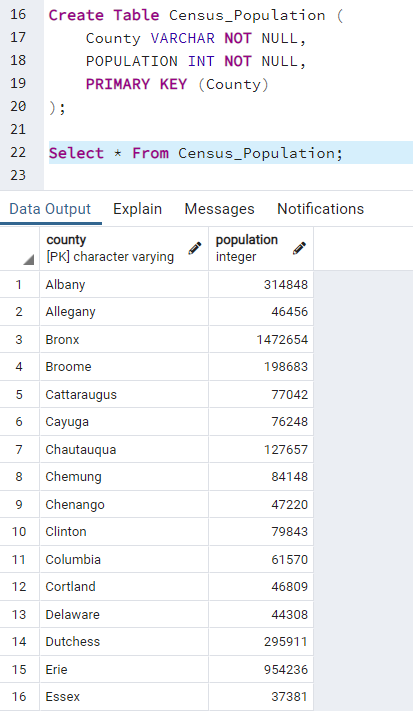 16 Create Table Census_Population (
17 County VARCHAR NOT NULL,
18 POPULATION INT NOT NULL,
19 PRIMARY KEY (County)
20 );
21
22 Select * From Census_Population;
23
Data Output Explain Messages Notifications
county population
[PK] character varying integer
1 Albany 314848
2 Allegany 46456
3 Bronx 1472654
4 Broome 198683
5 Cattaraugus 77042
6 Cayuga 76248
7 Chautauqua 127657
8 Chemung 84148
9 Chenango 47220
10 Clinton 79843
11 Columbia 61570
12 Cortland 46809
13 Delaware 44308
14 Dutchess 295911
15 Erie 954236
16 Essex 37381